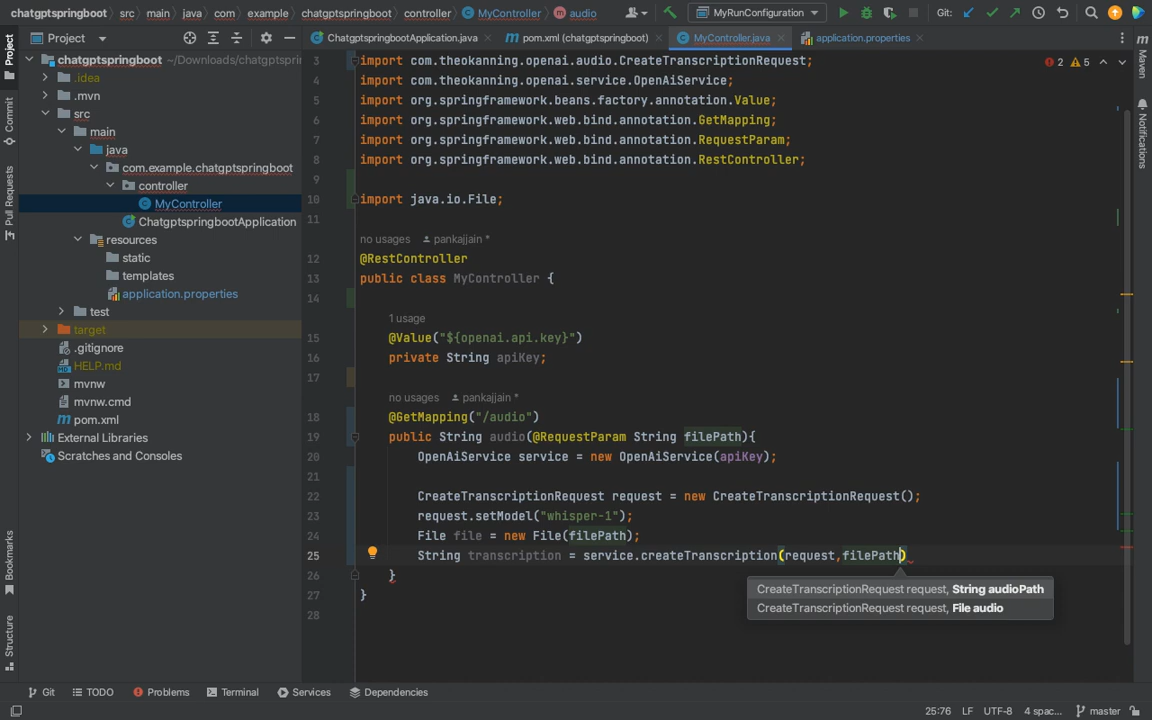 chatgptspringboot src main java com example chatgptspringboot controller MyController audio MyRunConfiguration Git:
Project
ChatgptspringbootApplication.java pom.xml (chatgptspringboot) MyController.java application.properties
chatgptspringboot ~/Downloads/chatgptspri
.idea
.mvn
src
main
java
com.example.chatgptspringboot
controller
MyController
ChatgptspringbootApplication
resources
static
templates
application.properties
test
target
.gitignore
HELP.md
mvnw
mvnw.cmd
pom.xml
External Libraries
Scratches and Consoles
Project
Commit
Pull Requests
Bookmarks
Structure
2 5
3 import com.theokanning.openai.audio.CreateTranscriptionRequest;
4 import com.theokanning.openai.service.OpenAiService;
5 import org.springframework.beans.factory.annotation.Value;
6 import org.springframework.web.bind.annotation.GetMapping;
7 import org.springframework.web.bind.annotation.RequestParam;
8 import org.springframework.web.bind.annotation.RestController;
9
10 import java.io.File;
11
no usages pankajjain *
12 @RestController
13 public class MyController {
14
1 usage
15 @Value("${openai.api.key}")
16 private String apiKey;
17
no usages pankajjain *
18 @GetMapping("/audio")
19 public String audio(@RequestParam String filePath){
20 OpenAiService service = new OpenAiService(apiKey);
21
22 CreateTranscriptionRequest request = new CreateTranscriptionRequest();
23 request.setModel("whisper-1");
24 File file = new File(filePath);
25 String transcription = service.createTranscription(request,filePath)
26 }
27 }
28
CreateTranscriptionRequest request, String audioPath
CreateTranscriptionRequest request, File audio
Maven
Notifications
Git TODO Problems Terminal Services Dependencies
25:76 LF UTF-8 4 spac... master